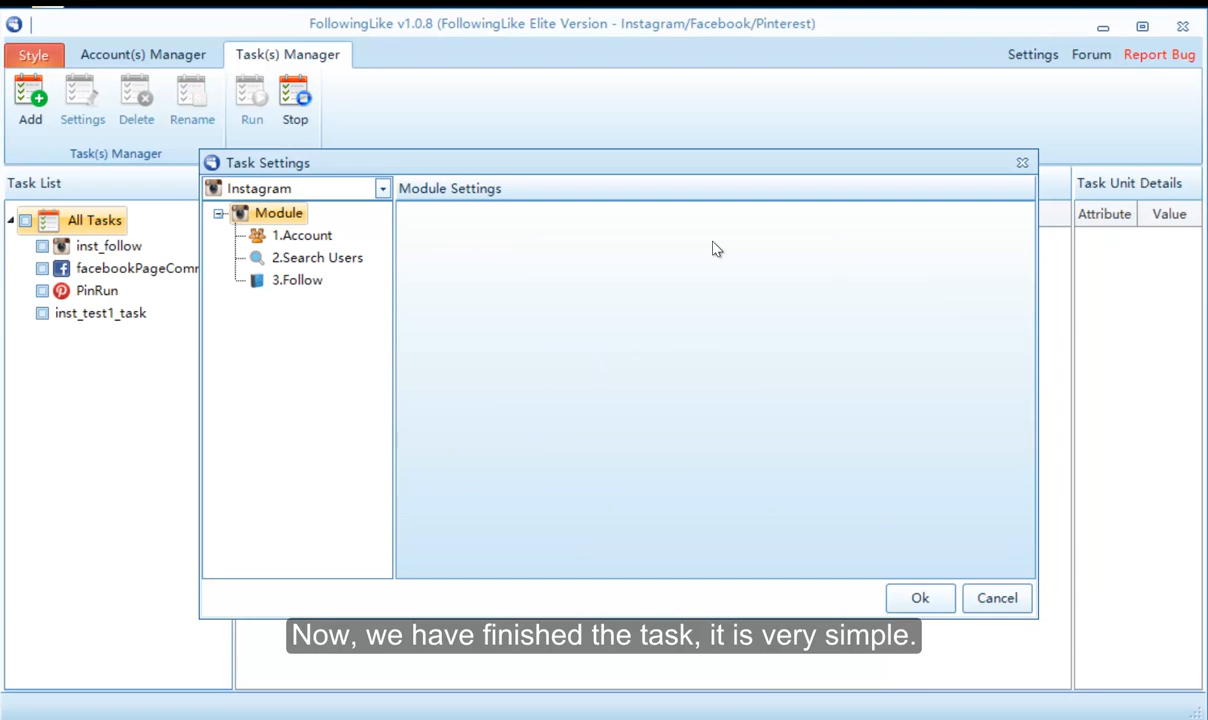 FollowingLike v1.0.8 (FollowingLike Elite Version - Instagram/Facebook/Pinterest)
Style
Account(s) Manager
Task(s) Manager
Settings
Forum
Report Bug
Add
Settings
Delete
Rename
Run
Stop
Task(s) Manager
Task Settings
Task List
Instagram
Module Settings
Task Unit Details
Attribute
Value
All Tasks
inst_follow
facebookPageComm
PinRun
inst_test1_task
Module
1.Account
2.Search Users
3.Follow
Ok
Cancel
Now, we have finished the task, it is very simple.